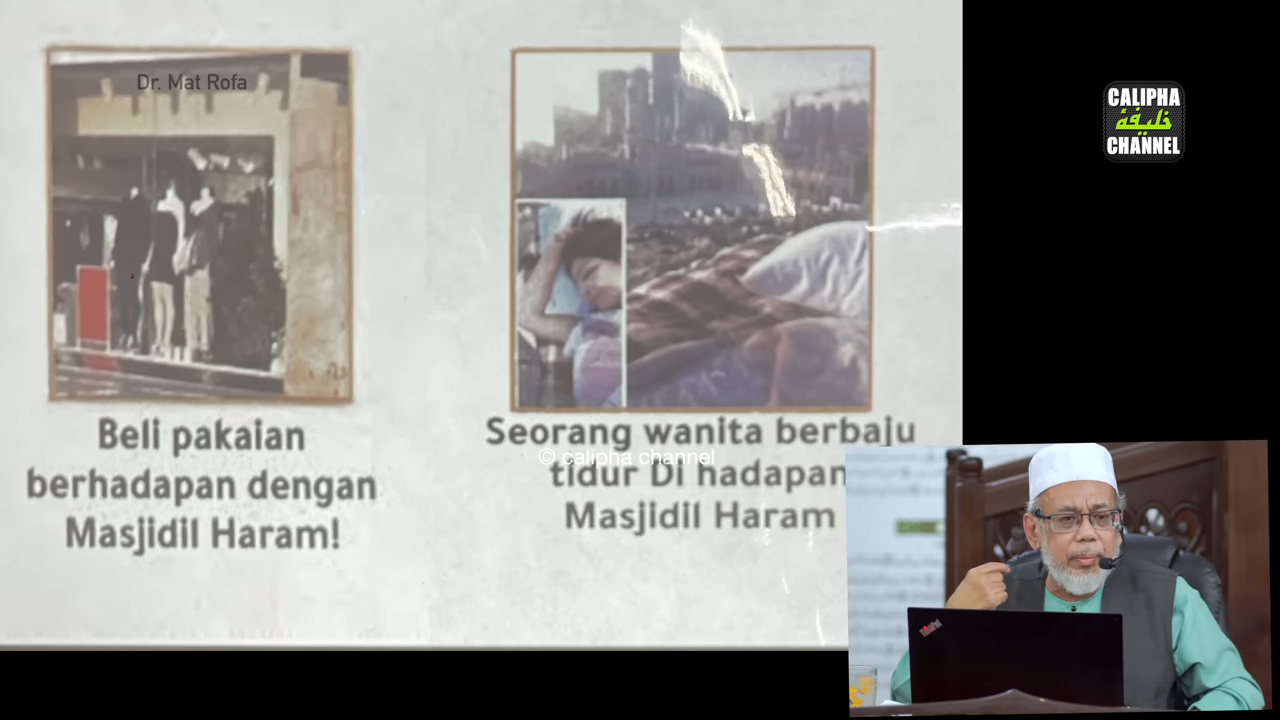 Dr. Mat Rofa
CALIPHA
خليفة
CHANNEL
Beli pakaian
berhadapan dengan
Masjidil Haram!
Seorang wanita berbaju
tidur Di hadapan
Masjidil Haram
© calipha channel